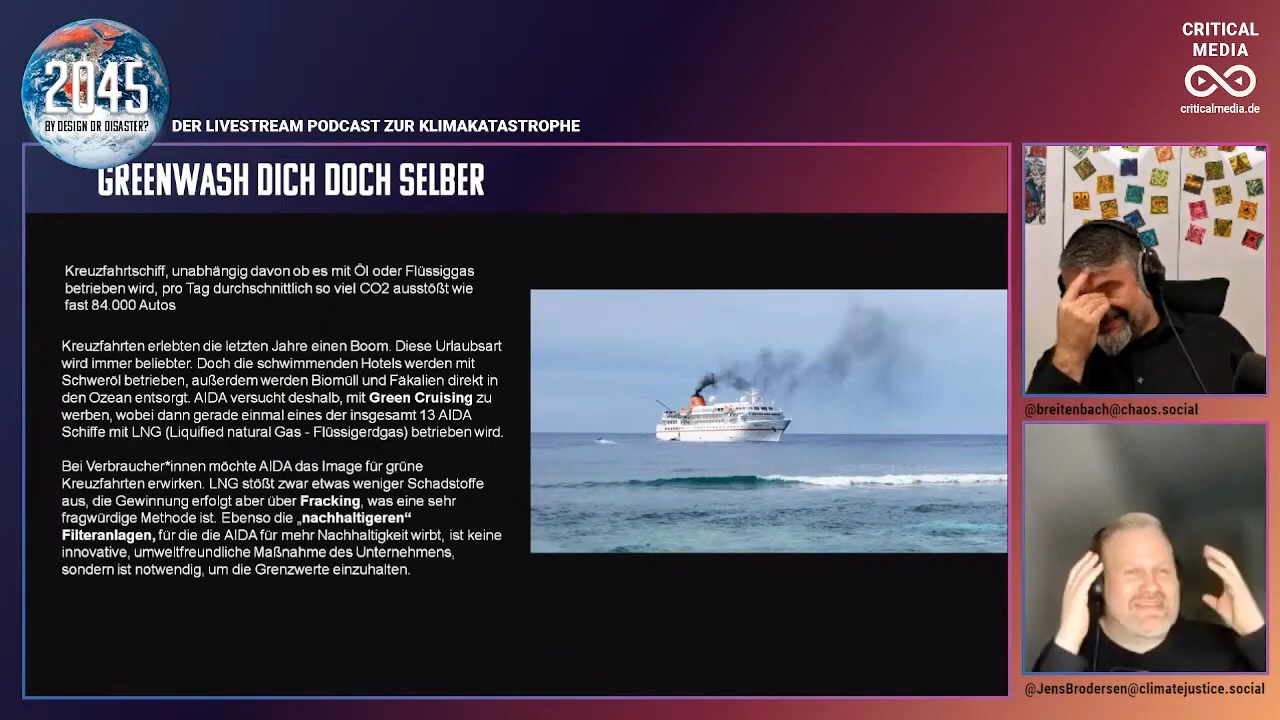 2045
BY DESIGN OR DISASTER?
DER LIVESTREAM PODCAST ZUR KLIMAKATASTROPHE
CRITICAL
MEDIA
criticalmedia.de
GREENWASH DICH DOCH SELBER
Kreuzfahrtschiff, unabhängig davon ob es mit Öl oder Flüssiggas
betrieben wird, pro Tag durchschnittlich so viel CO2 ausstößt wie
fast 84.000 Autos
Kreuzfahrten erlebten die letzten Jahre einen Boom. Diese Urlaubsart
wird immer beliebter. Doch die schwimmenden Hotels werden mit
Schweröl betrieben, außerdem werden Biomüll und Fäkalien direkt in
den Ozean entsorgt. AIDA versucht deshalb, mit Green Cruising zu
werben, wobei dann gerade einmal eines der insgesamt 13 AIDA
Schiffe mit LNG (Liquified natural Gas - Flüssigerdgas) betrieben wird.
Bei Verbraucher*innen möchte AIDA das Image für grüne
Kreuzfahrten erwirken. LNG stößt zwar etwas weniger Schadstoffe
aus, die Gewinnung erfolgt aber über Fracking, was eine sehr
fragwürdige Methode ist. Ebenso die „nachhaltigeren“
Filteranlagen, für die die AIDA für mehr Nachhaltigkeit wirbt, ist keine
innovative, umweltfreundliche Maßnahme des Unternehmens,
sondern ist notwendig, um die Grenzwerte einzuhalten.
@breitenbach@chaos.social
@JensBrodersen@climatejustice.social